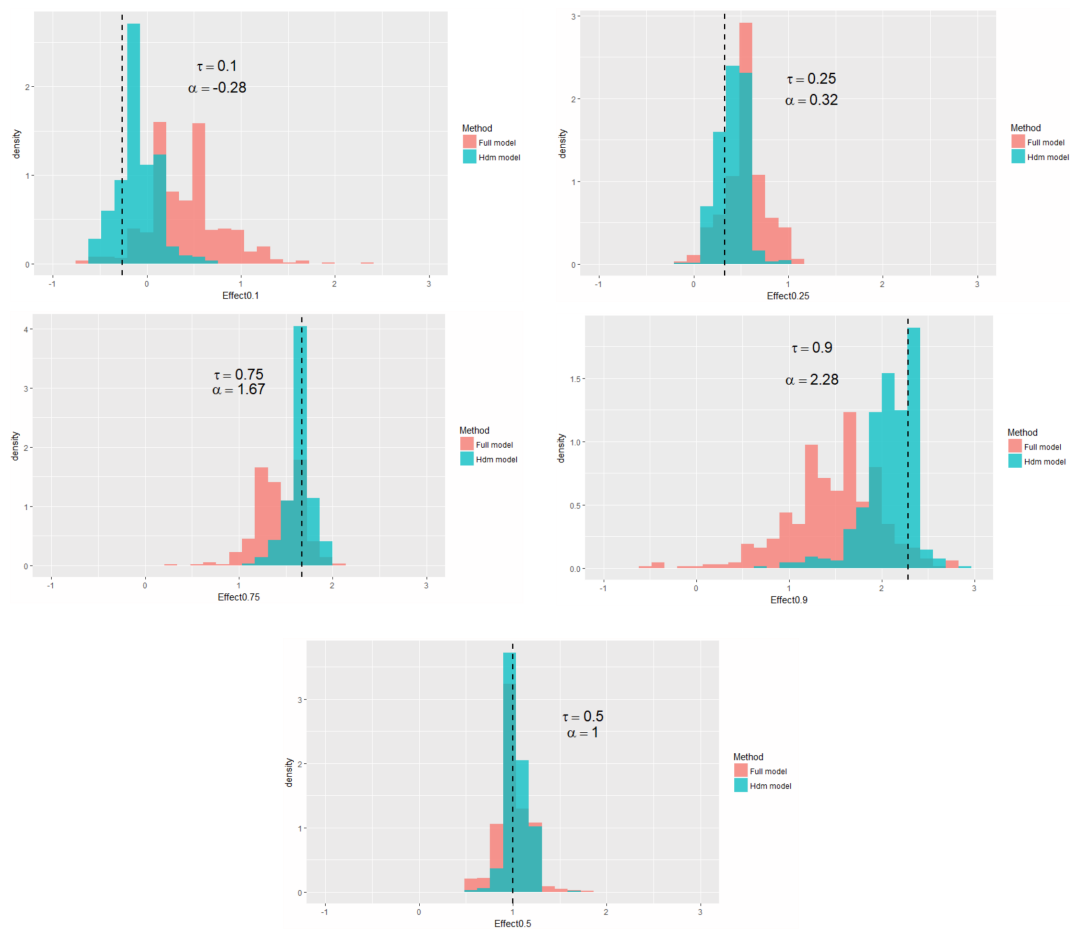 τ = 0.1
α = -0.28
density
0
1
2
-1
0
1
2
3
Effect0.1
Method
Full model
Hdm model
τ = 0.25
α = 0.32
density
0
1
2
3
-1
0
1
2
3
Effect0.25
Method
Full model
Hdm model
τ = 0.75
α = 1.67
density
0
1
2
3
4
-1
0
1
2
3
Effect0.75
Method
Full model
Hdm model
τ = 0.9
α = 2.28
density
0.0
0.5
1.0
1.5
-1
0
1
2
3
Effect0.9
Method
Full model
Hdm model
τ = 0.5
α = 1
density
0
1
2
3
-1
0
1
2
3
Effect0.5
Method
Full model
Hdm model